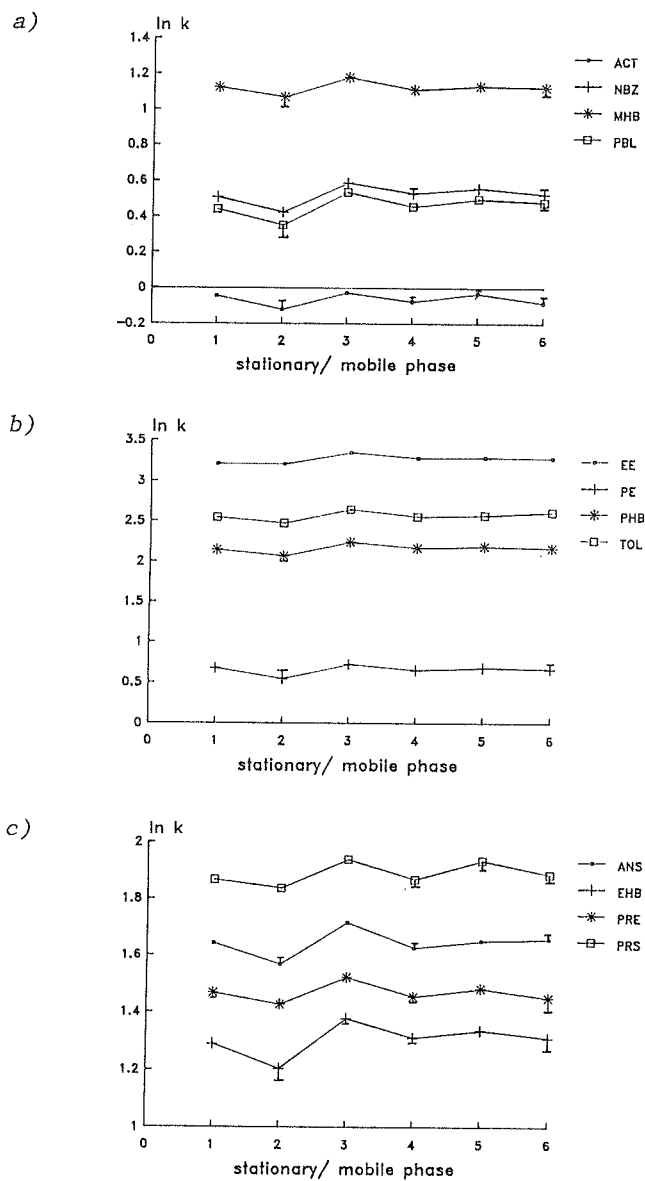 a)
ln k
1.4
1.2
1
0.8
0.6
0.4
0.2
0
-0.2
0 1 2 3 4 5 6
stationary/ mobile phase
ACT
NBZ
MHB
PBL
b)
ln k
3.5
3
2.5
2
1
0.5
0
0 1 2 3 4 5 6
stationary/ mobile phase
EE
PE
PHB
TOL
c)
ln k
2
1.8
1.6
1.4
1.2
1
0 1 2 3 4 5 6
stationary/ mobile phase
ANS
EHB
PRE
PRS